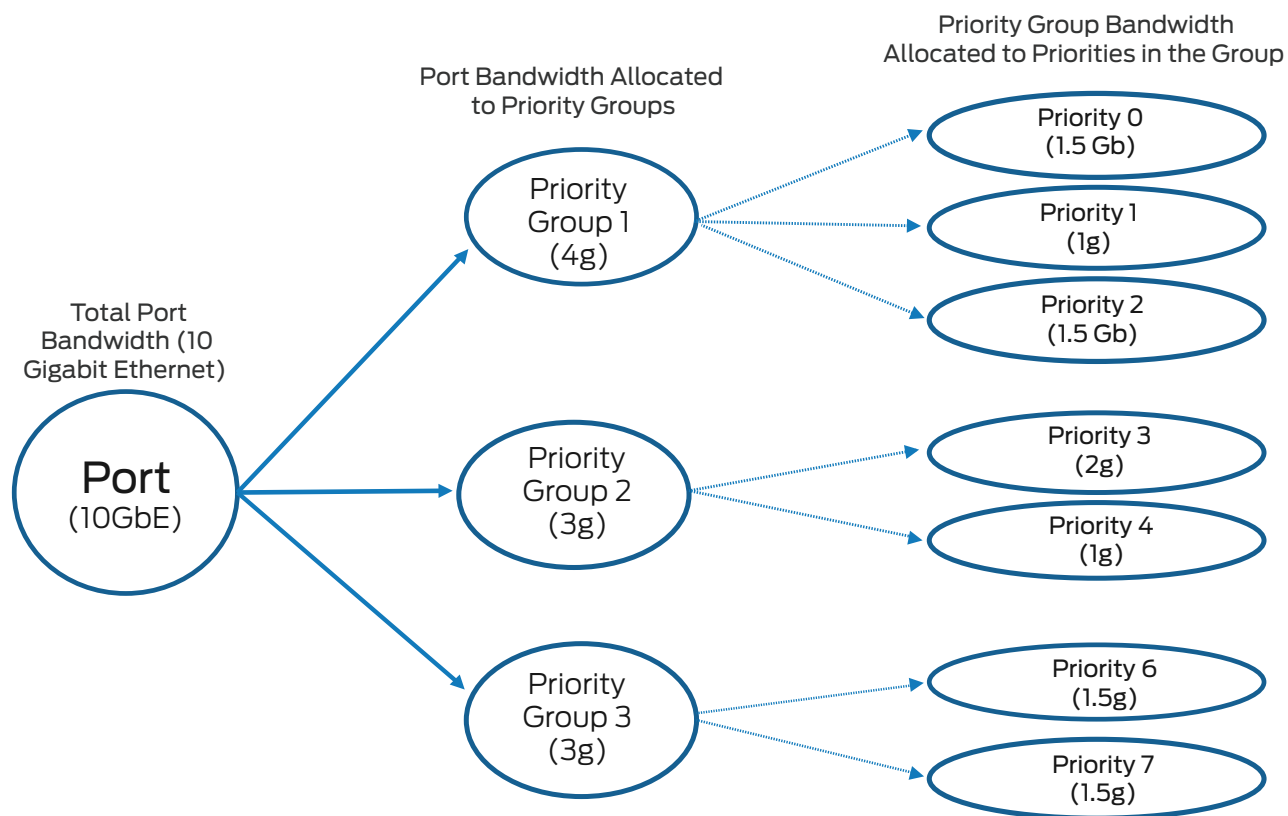 Priority Group Bandwidth
Allocated to Priorities in the Group
Port Bandwidth Allocated
to Priority Groups
Total Port
Bandwidth (10
Gigabit Ethernet)
Port
(10GbE)
Priority
Group 1
(4g)
Priority 0
(1.5 Gb)
Priority 1
(1g)
Priority 2
(1.5 Gb)
Priority
Group 2
(3g)
Priority 3
(2g)
Priority 4
(1g)
Priority
Group 3
(3g)
Priority 6
(1.5g)
Priority 7
(1.5g)